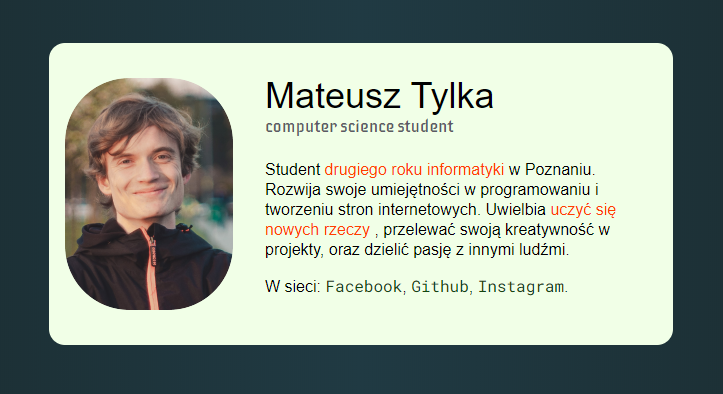 Mateusz Tylka
computer science student
Student drugiego roku informatyki w Poznaniu.
Rozwija swoje umiejętności w programowaniu i
tworzeniu stron internetowych. Uwielbia uczyć się
nowych rzeczy , przelewać swoją kreatywność w
projekty, oraz dzielić pasję z innymi ludźmi.
W sieci: Facebook, Github, Instagram.